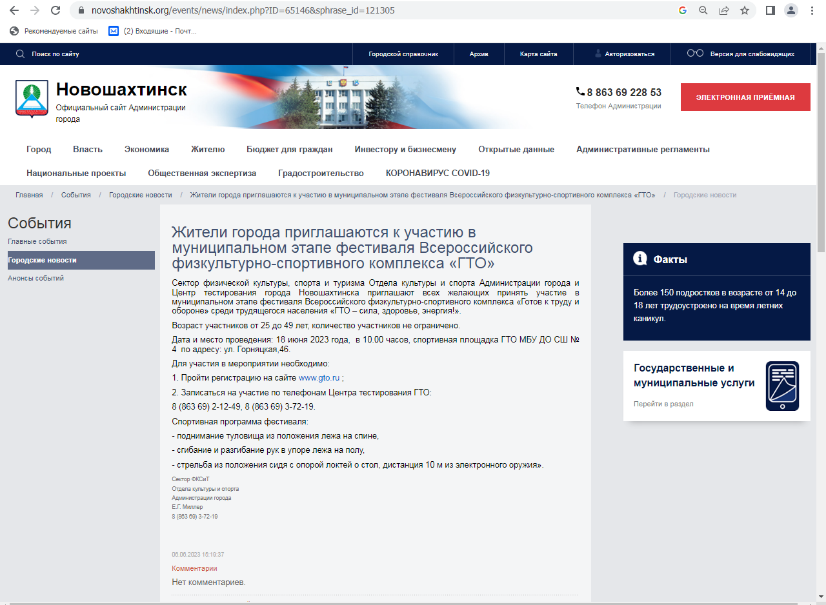 novoshakhtinsk.org/events/news/index.php?ID=65146&sphrase_id=121305
Рекомендуемые сайты
(2) Входящие - Почт...
Поиск по сайту
Городской справочник
Архив
Карта сайта
Авторизоваться
Версия для слабовидящих
Новошахтинск
Официальный сайт Администрации
города
8 863 69 228 53
Телефон Администрации
ЭЛЕКТРОННАЯ ПРИЁМНАЯ
Город Власть Экономика Жителю Бюджет для граждан Инвестору и бизнесмену Открытые данные Административные регламенты
Национальные проекты Общественная экспертиза Градостроительство КОРОНАВИРУС COVID-19
Главная / События / Городские новости / Жители города приглашаются к участию в муниципальном этапе фестиваля Всероссийского физкультурно-спортивного комплекса «ГТО» / Городские новости
События
Главные события
Городские новости
Анонсы событий
Жители города приглашаются к участию в
муниципальном этапе фестиваля Всероссийского
физкультурно-спортивного комплекса «ГТО»
Сектор физической культуры, спорта и туризма Отдела культуры и спорта Администрации города и
Центр тестирования города Новошахтинска приглашают всех желающих принять участие в
муниципальном этапе фестиваля Всероссийского физкультурно-спортивного комплекса «Готов к труду и
обороне» среди трудящегося населения «ГТО – сила, здоровье, энергия!».
Возраст участников от 25 до 49 лет, количество участников не ограничено.
Дата и место проведения: 18 июня 2023 года, в 10.00 часов, спортивная площадка ГТО МБУ ДО СШ №
4 по адресу: ул. Горняцкая,46.
Для участия в мероприятии необходимо:
1. Пройти регистрацию на сайте www.gto.ru ;
2. Записаться на участие по телефонам Центра тестирования ГТО:
8 (863 69) 2-12-49, 8 (863 69) 3-72-19.
Спортивная программа фестиваля:
- поднимание туловища из положения лежа на спине,
- сгибание и разгибание рук в упоре лежа на полу,
- стрельба из положения сидя с опорой локтей о стол, дистанция 10 м из электронного оружия».
Сектор ФКСиТ
Отдела культуры и спорта
Администрации города
Е.Г. Миллер
8 (863 69) 3-72-19
06.06.2023 16:16:37
Комментарии
Нет комментариев.
Факты
Более 150 подростков в возрасте от 14 до
18 лет трудоустроено на время летних
каникул.
Государственные и
муниципальные услуги
Перейти в раздел